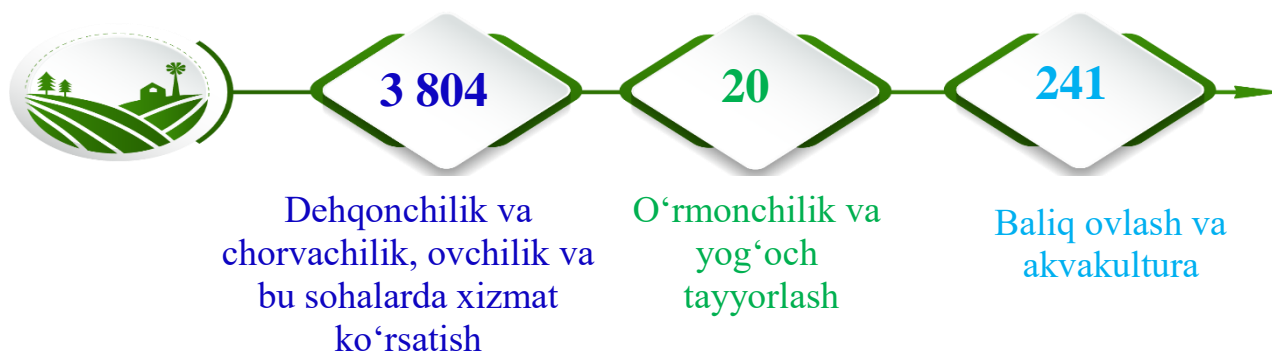 3 804
Dehqonchilik va
chorvachilik, ovchilik va
bu sohalarda xizmat
ko‘rsatish
20
O‘rmonchilik va
yog‘och
tayyorlash
241
Baliq ovlash va
akvakultura